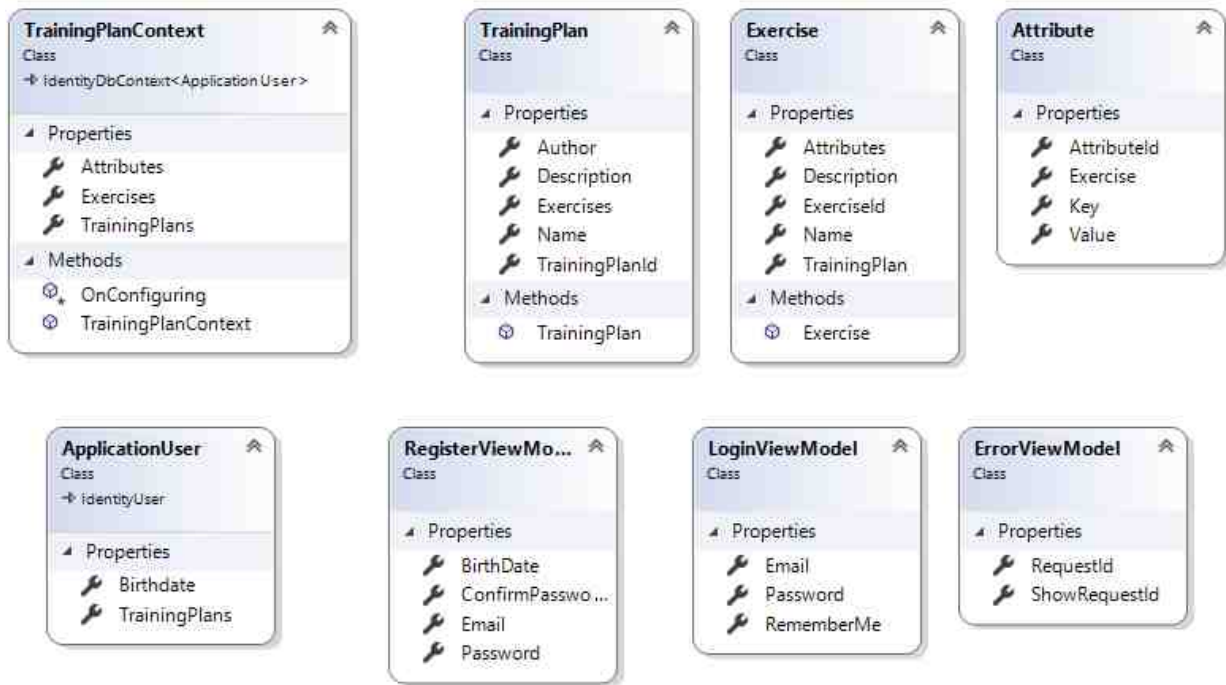 TrainingPlanContext
Class
IdentityDbContext<ApplicationUser>
Properties
Attributes
Exercises
TrainingPlans
Methods
OnConfiguring
TrainingPlanContext
TrainingPlan
Class
Properties
Author
Description
Exercises
Name
TrainingPlanId
Methods
TrainingPlan
Exercise
Class
Properties
Attributes
Description
ExerciseId
Name
TrainingPlan
Methods
Exercise
Attribute
Class
Properties
AttributeId
Exercise
Key
Value
ApplicationUser
Class
IdentityUser
Properties
Birthdate
TrainingPlans
RegisterViewMo...
Class
Properties
BirthDate
ConfirmPasswo...
Email
Password
LoginViewModel
Class
Properties
Email
Password
RememberMe
ErrorViewModel
Class
Properties
RequestId
ShowRequestId